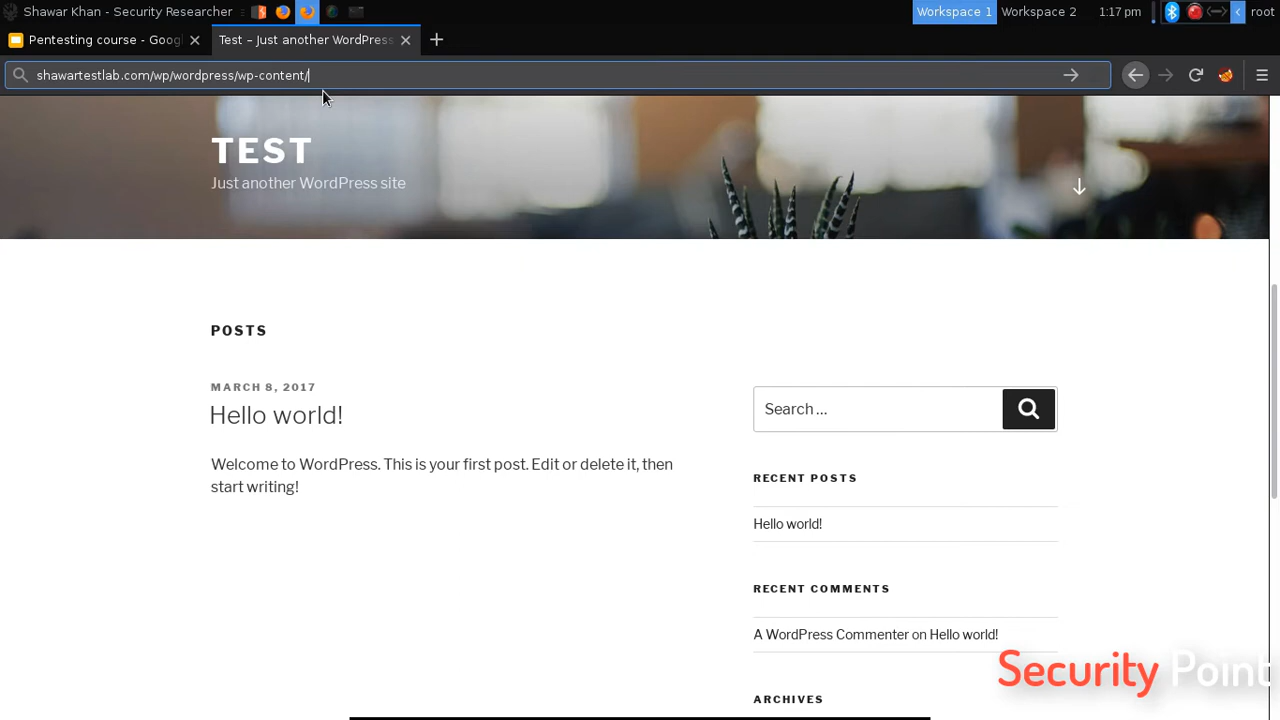 Shawar Khan - Security Researcher
Workspace 1 Workspace 2 1:17 pm root
Pentesting course - Goog
Test – Just another WordPress
shawartestlab.com/wp/wordpress/wp-content/
TEST
Just another WordPress site
POSTS
MARCH 8, 2017
Hello world!
Welcome to WordPress. This is your first post. Edit or delete it, then
start writing!
Search …
RECENT POSTS
Hello world!
RECENT COMMENTS
A WordPress Commenter on Hello world!
ARCHIVES
Security Point